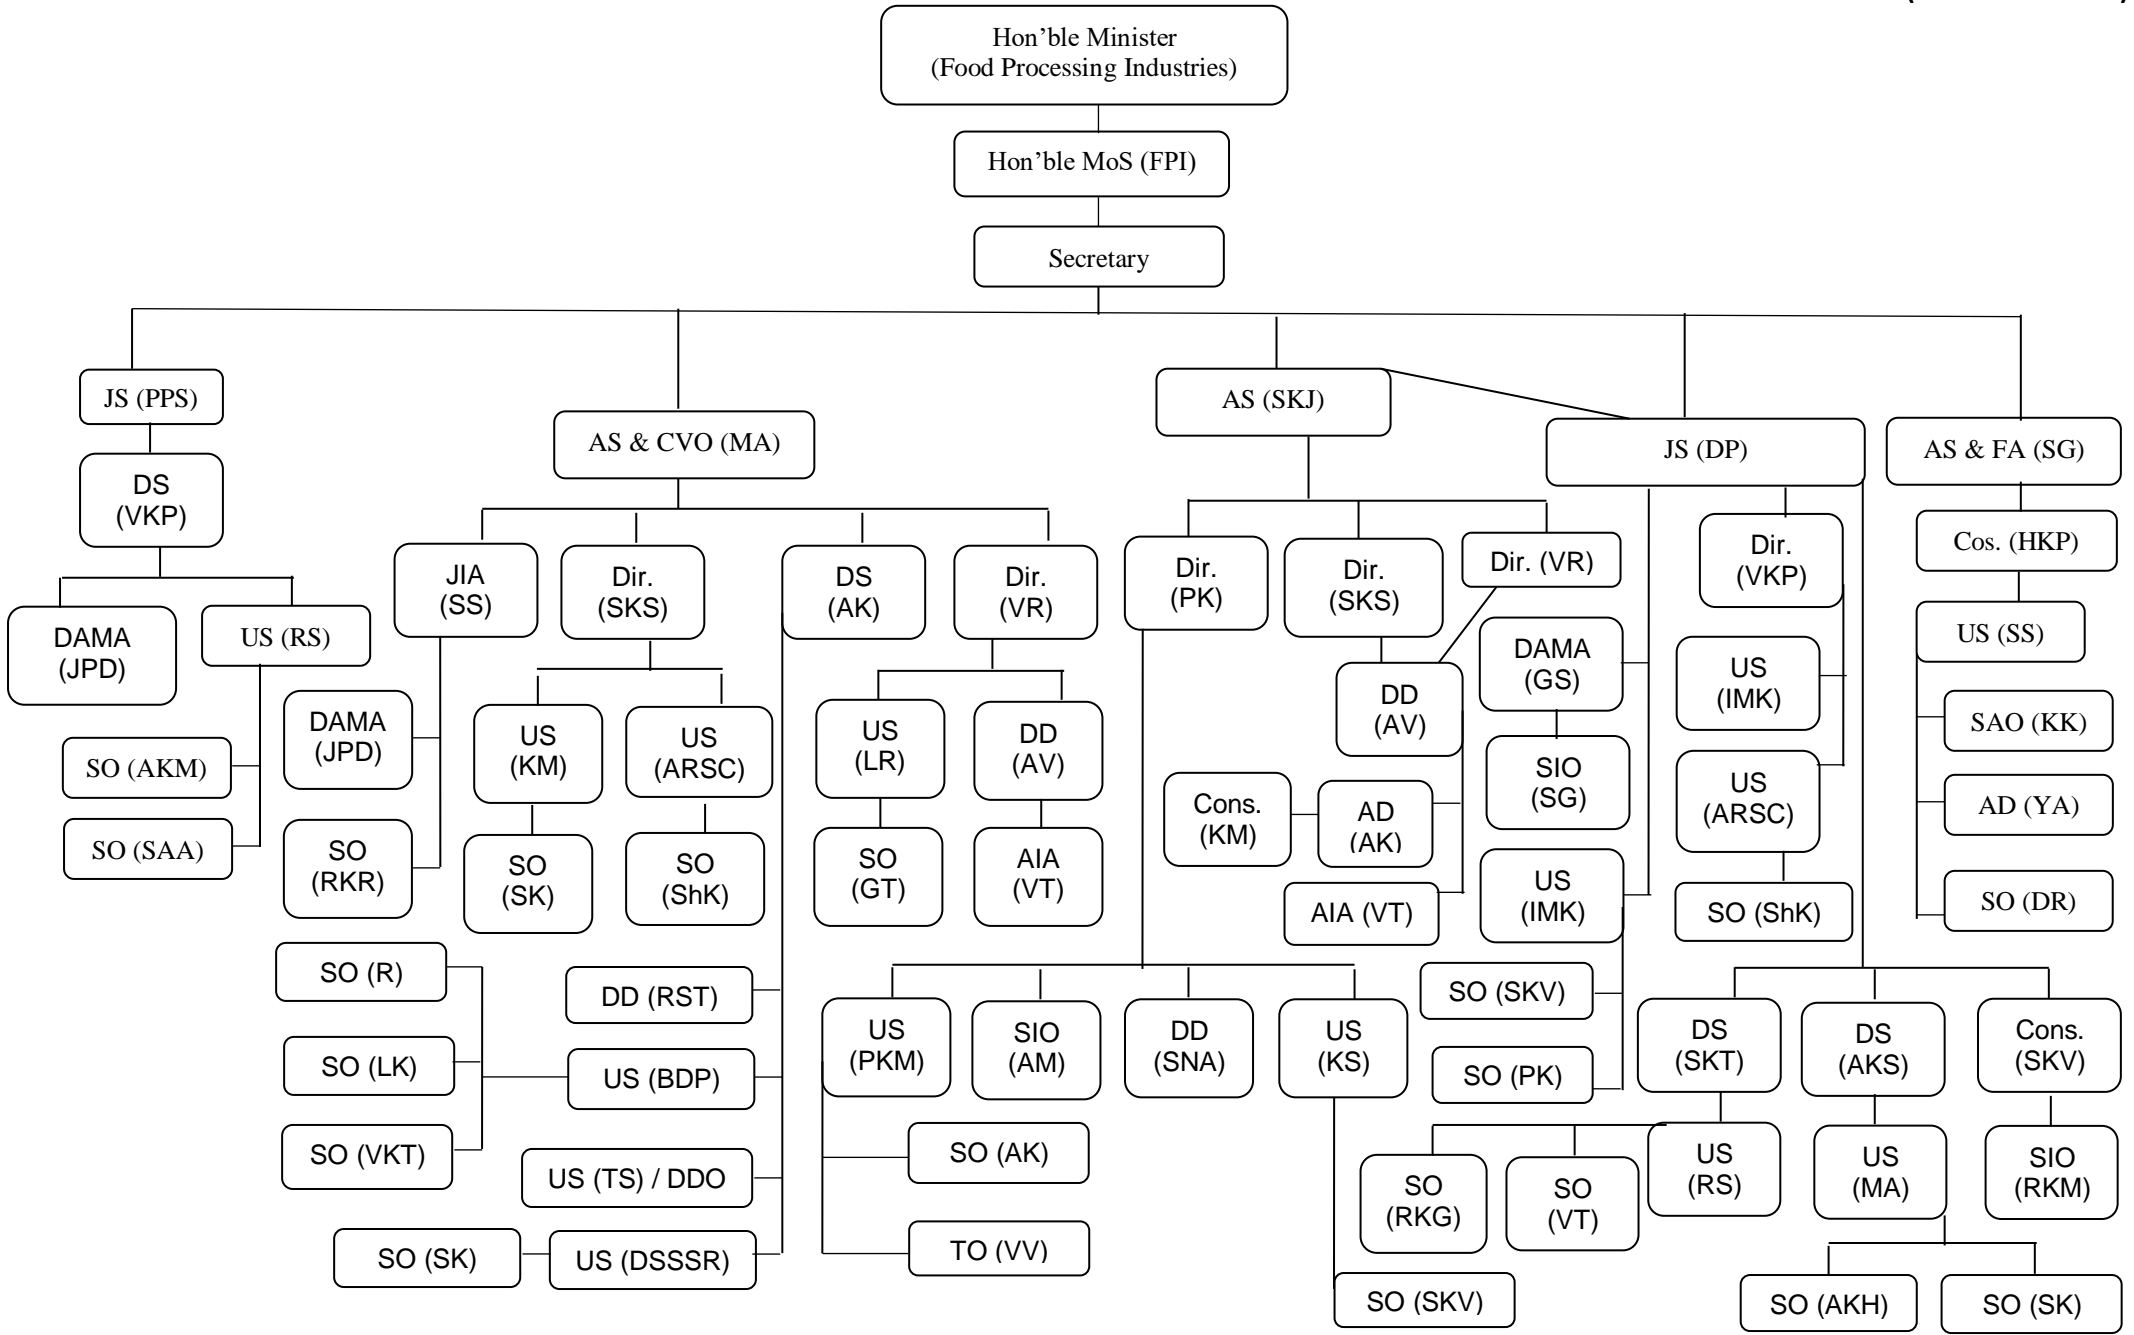 Hon’ble Minister
(Food Processing Industries)
Hon’ble MoS (FPI)
Secretary
JS (PPS)
DS
(VKP)
DAMA
(JPD)
US (RS)
SO (AKM)
SO (SAA)
AS & CVO (MA)
JIA
(SS)
DAMA
(JPD)
SO
(RKR)
Dir.
(SKS)
US
(KM)
SO
(SK)
US
(ARSC)
SO
(ShK)
DS
(AK)
DD (RST)
US (BDP)
SO (R)
SO (LK)
SO (VKT)
US (TS) / DDO
US (DSSSR)
SO (SK)
Dir.
(VR)
US
(LR)
SO
(GT)
DD
(AV)
AIA
(VT)
AS (SKJ)
Dir.
(PK)
US
(PKM)
SO (AK)
TO (VV)
SIO
(AM)
DD
(SNA)
US
(KS)
SO (SKV)
Dir.
(SKS)
Dir. (VR)
DD
(AV)
AD
(AK)
Cons.
(KM)
AIA (VT)
JS (DP)
DAMA
(GS)
SIO
(SG)
US
(IMK)
SO (SKV)
SO (PK)
Dir.
(VKP)
US
(IMK)
US
(ARSC)
SO (ShK)
DS
(SKT)
US
(RS)
SO
(RKG)
SO
(VT)
DS
(AKS)
US
(MA)
SO (AKH)
SO (SK)
Cons.
(SKV)
SIO
(RKM)
AS & FA (SG)
Cos. (HKP)
US (SS)
SAO (KK)
AD (YA)
SO (DR)